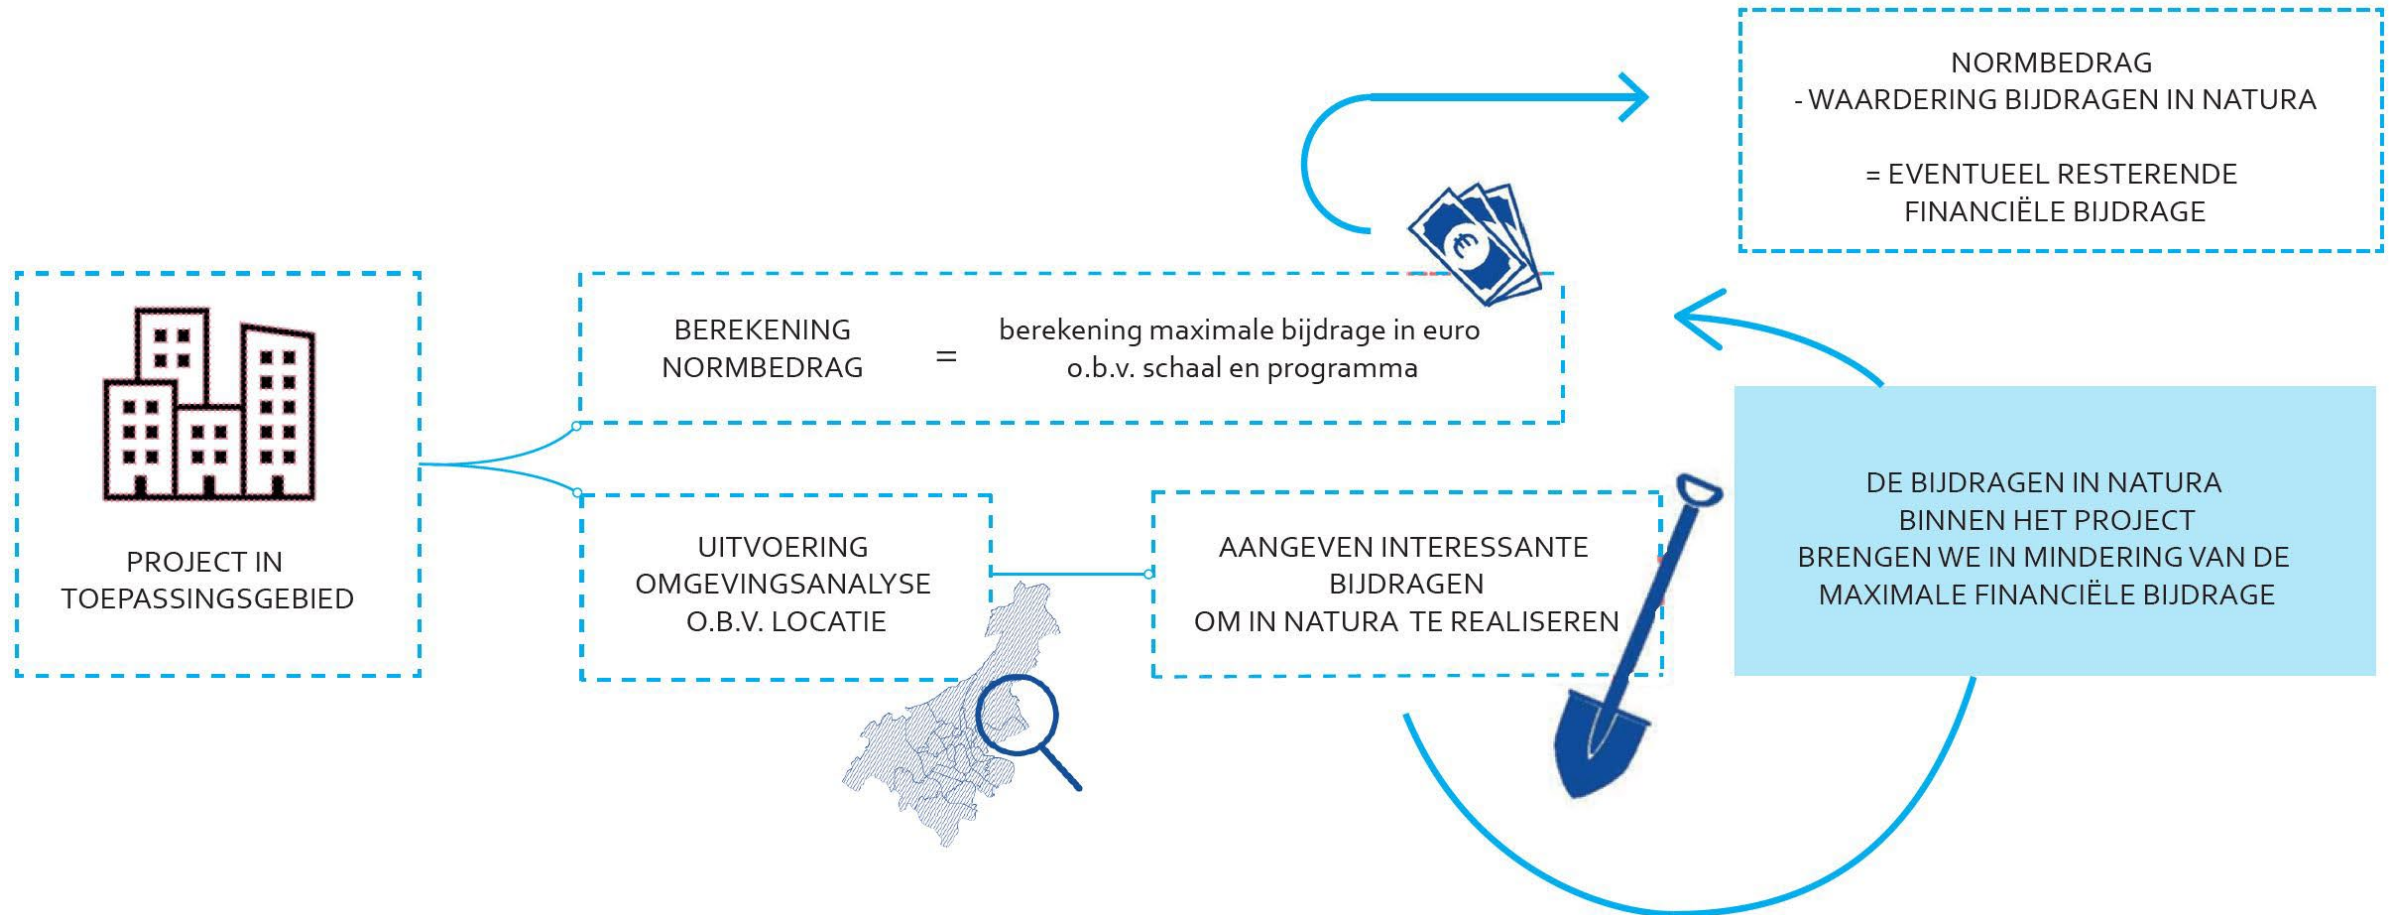 PROJECT IN
TOEPASSINGSGEBIED
BEREKENING
NORMBEDRAG
=
berekening maximale bijdrage in euro
o.b.v. schaal en programma
UITVOERING
OMGEVINGSANALYSE
O.B.V. LOCATIE
AANGEVEN INTERESSANTE
BIJDRAGEN
OM IN NATURA TE REALISEREN
DE BIJDRAGEN IN NATURA
BINNEN HET PROJECT
BRENGEN WE IN MINDERING VAN DE
MAXIMALE FINANCIËLE BIJDRAGE
NORMBEDRAG
- WAARDERING BIJDRAGEN IN NATURA
= EVENTUEEL RESTERENDE
FINANCIËLE BIJDRAGE
€